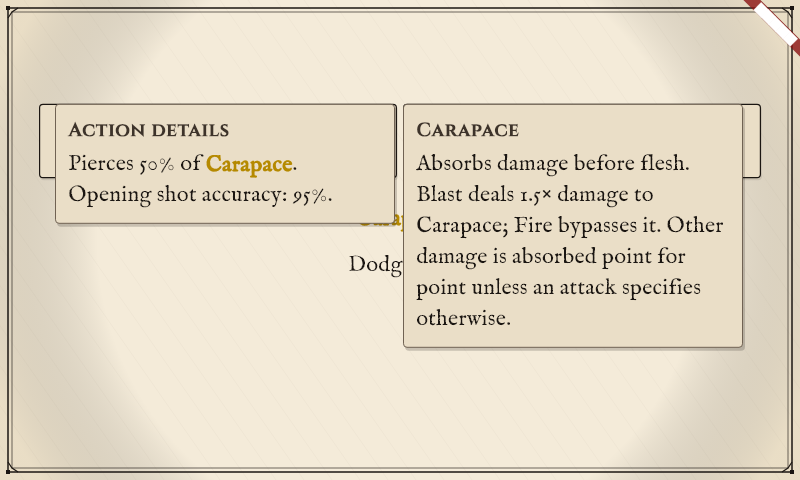 Action details
Pierces 50% of Carapace.
Opening shot accuracy: 95%.
Carapace
Absorbs damage before flesh.
Blast deals 1.5× damage to
Carapace; Fire bypasses it. Other
damage is absorbed point for
point unless an attack specifies
otherwise.